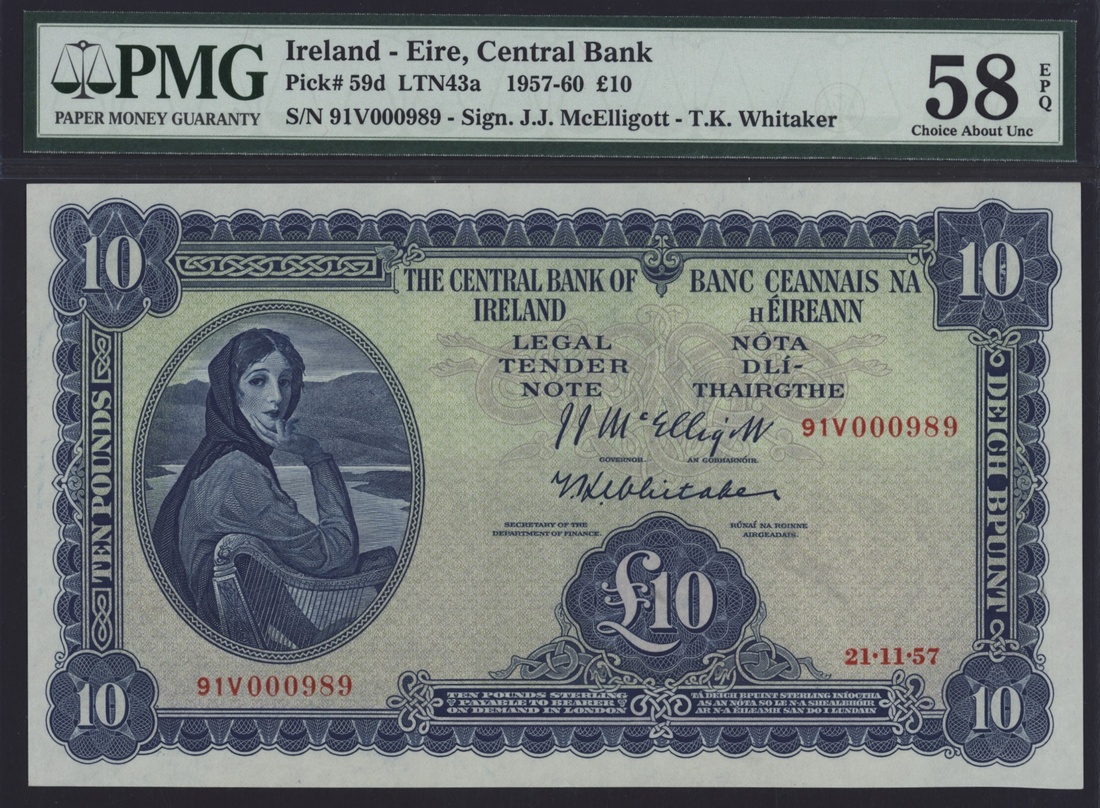 PMG
PAPER MONEY GUARANTY
Ireland - Eire, Central Bank
Pick# 59d LTN43a 1957-60 £10
S/N 91V000989 - Sign. J.J. McElligott - T.K. Whitaker
58
EPQ
Choice About Unc
10
10
THE CENTRAL BANK OF
IRELAND
BANC CEANNAIS NA
hÉIREANN
LEGAL
TENDER
NOTE
NÓTA
DLÍ-
THAIRGTHE
J J McElligott
91V000989
GOVERNOR.
AN GOBHARNÓIR.
T.K. Whitaker
SECRETARY OF THE
DEPARTMENT OF FINANCE.
RÚNAÍ NA ROINNE
AIRGEADAIS.
TEN POUNDS
DEICH BPUINT
£10
21·11·57
91V000989
10
TEN POUNDS STERLING
PAYABLE TO BEARER
ON DEMAND IN LONDON
TÁ DEICH BPUINT STERLING INÍOCTHA
AS AN NÓTA SO LE N-A SHEALBHÓIR
AR N-A ÉILEAMH SAN DO I LUNDAIN
10